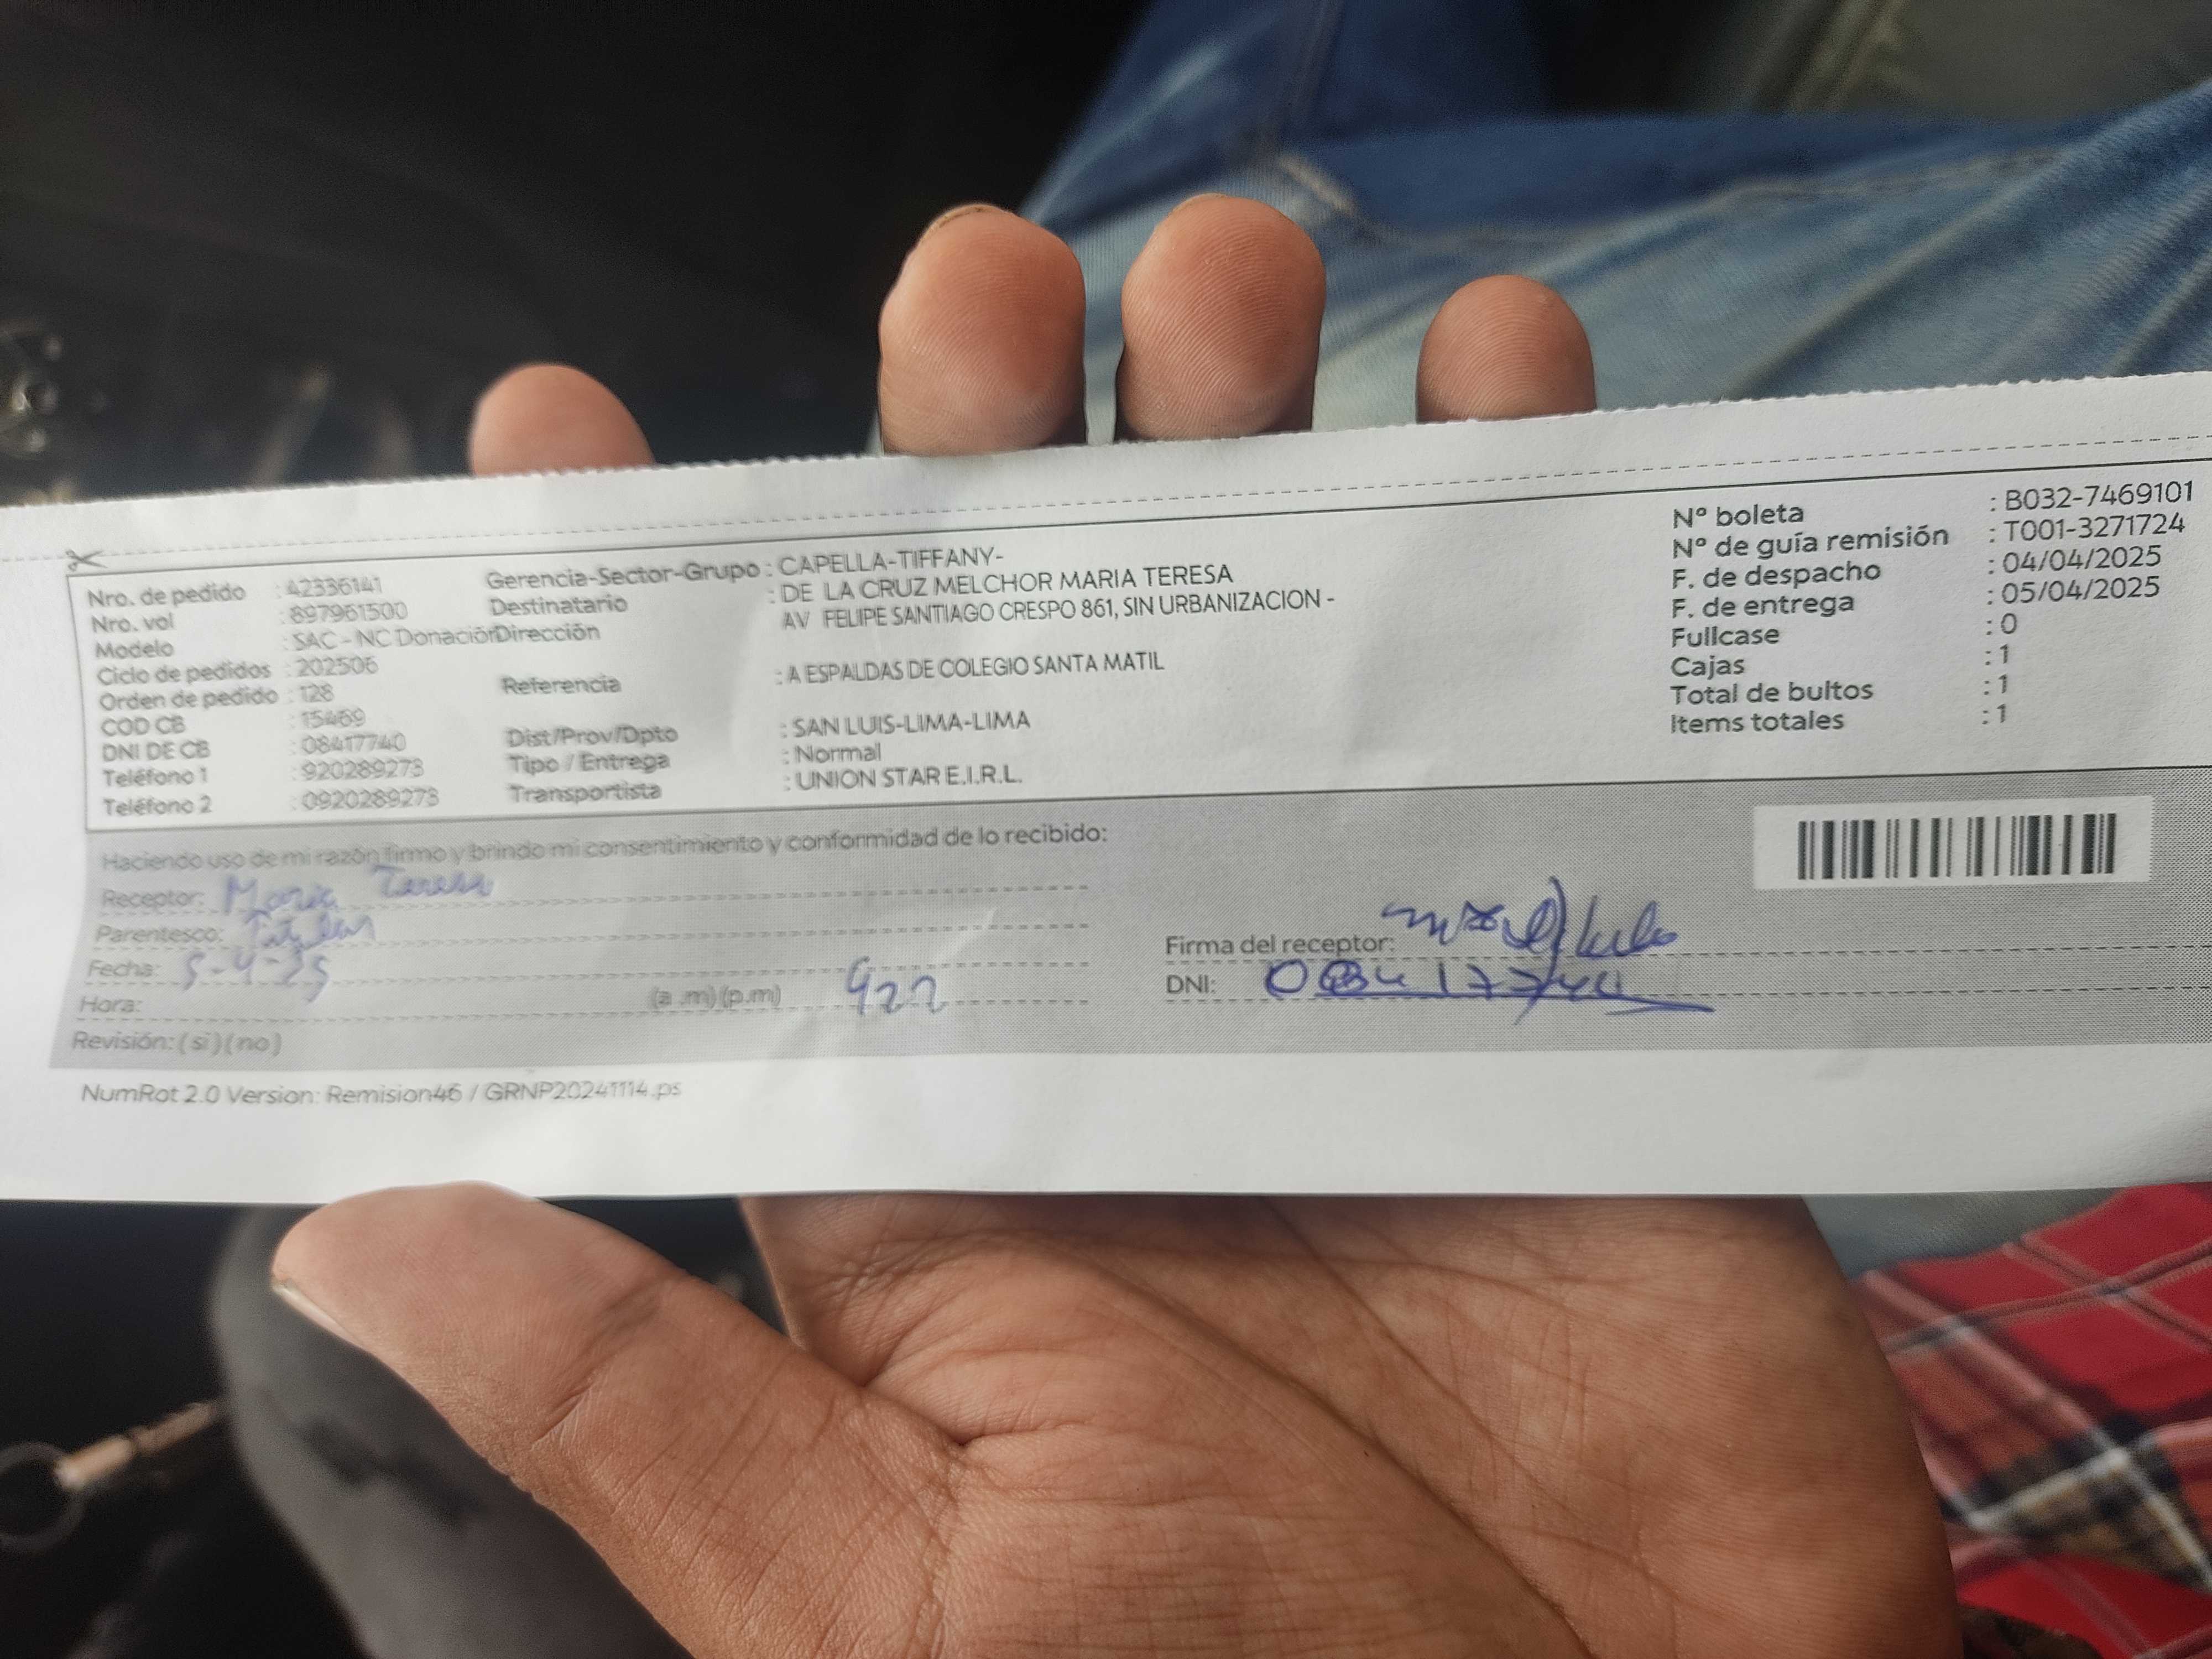 Nro. de pedido : 42336141
Nro. vol : 897961500
Modelo : SAC - NC Donación
Ciclo de pedidos : 202506
Orden de pedido : 128
COD CB : 15469
DNI DE CB : 08417740
Teléfono 1 : 920289273
Teléfono 2 : 0920289273
Gerencia-Sector-Grupo : CAPELLA-TIFFANY-
Destinatario : DE LA CRUZ MELCHOR MARIA TERESA
Dirección AV FELIPE SANTIAGO CRESPO 861, SIN URBANIZACION -
Referencia : A ESPALDAS DE COLEGIO SANTA MATIL
Dist/Prov/Dpto : SAN LUIS-LIMA-LIMA
Tipo / Entrega : Normal
Transportista : UNION STAR E.I.R.L.
Nº boleta : B032-7469101
Nº de guía remisión : T001-3271724
F. de despacho : 04/04/2025
F. de entrega : 05/04/2025
Fullcase : 0
Cajas : 1
Total de bultos : 1
Items totales : 1
Haciendo uso de mi razón firmo y brindo mi consentimiento y conformidad de lo recibido:
Receptor: Maria Teresa
Parentesco: Titular
Fecha: 5-4-25
Hora: (a .m) (p.m) 922
Revisión: ( si ) ( no )
Firma del receptor:
DNI: 08417740
NumRot 2.0 Version: Remision46 / GRNP20241114.ps